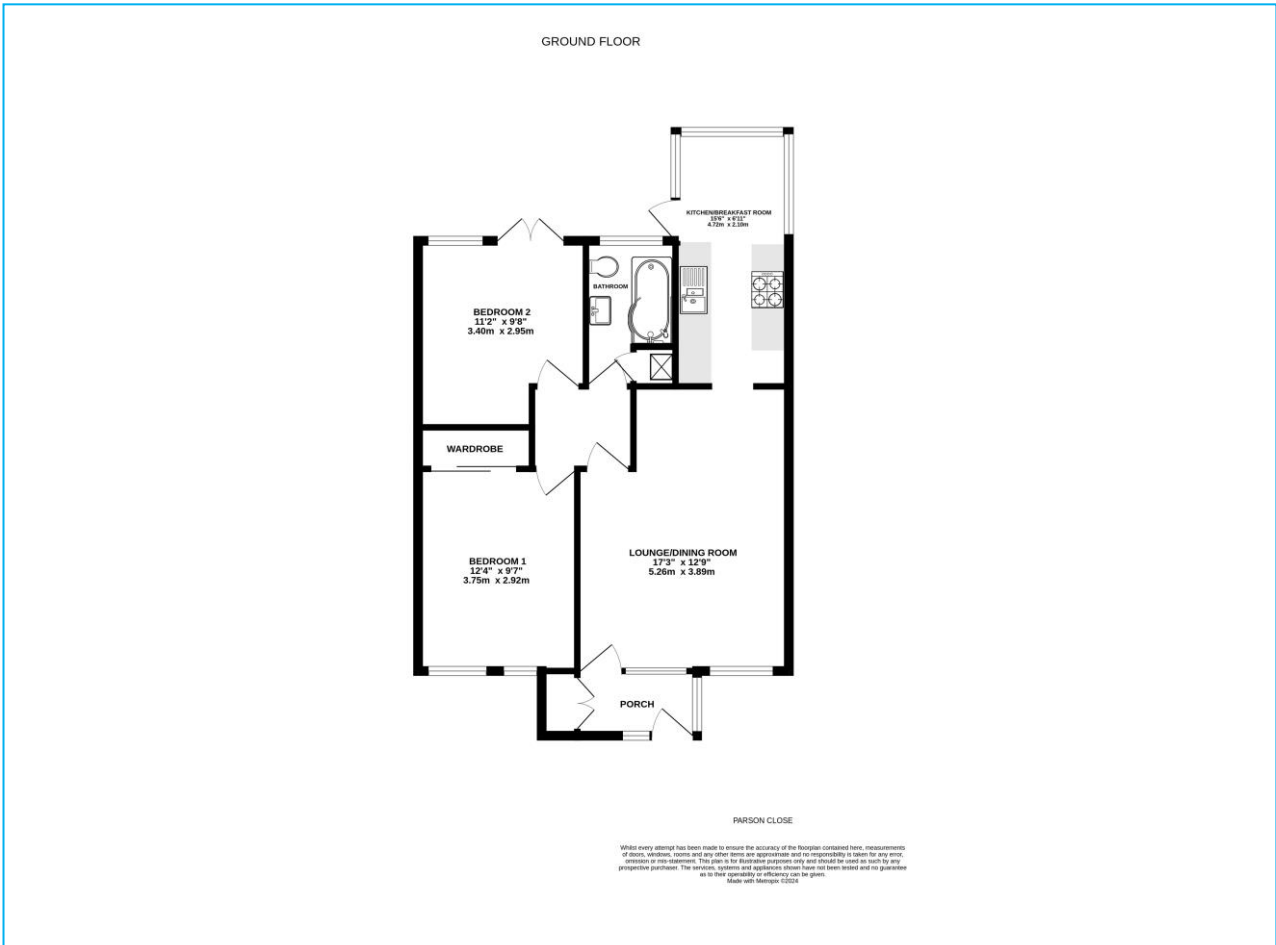 GROUND FLOOR
KITCHEN/BREAKFAST ROOM
15'6" x 6'11"
4.72m x 2.10m
BATHROOM
BEDROOM 2
11'2" x 9'8"
3.40m x 2.95m
WARDROBE
LOUNGE/DINING ROOM
17'3" x 12'9"
5.26m x 3.89m
BEDROOM 1
12'4" x 9'7"
3.75m x 2.92m
PORCH
PARSON CLOSE
Whilst every attempt has been made to ensure the accuracy of the floorplan contained here, measurements
of doors, windows, rooms and any other items are approximate and no responsibility is taken for any error,
omission or mis-statement. This plan is for illustrative purposes only and should be used as such by any
prospective purchaser. The services, systems and appliances shown have not been tested and no guarantee
as to their operability or efficiency can be given.
Made with Metropix ©2024